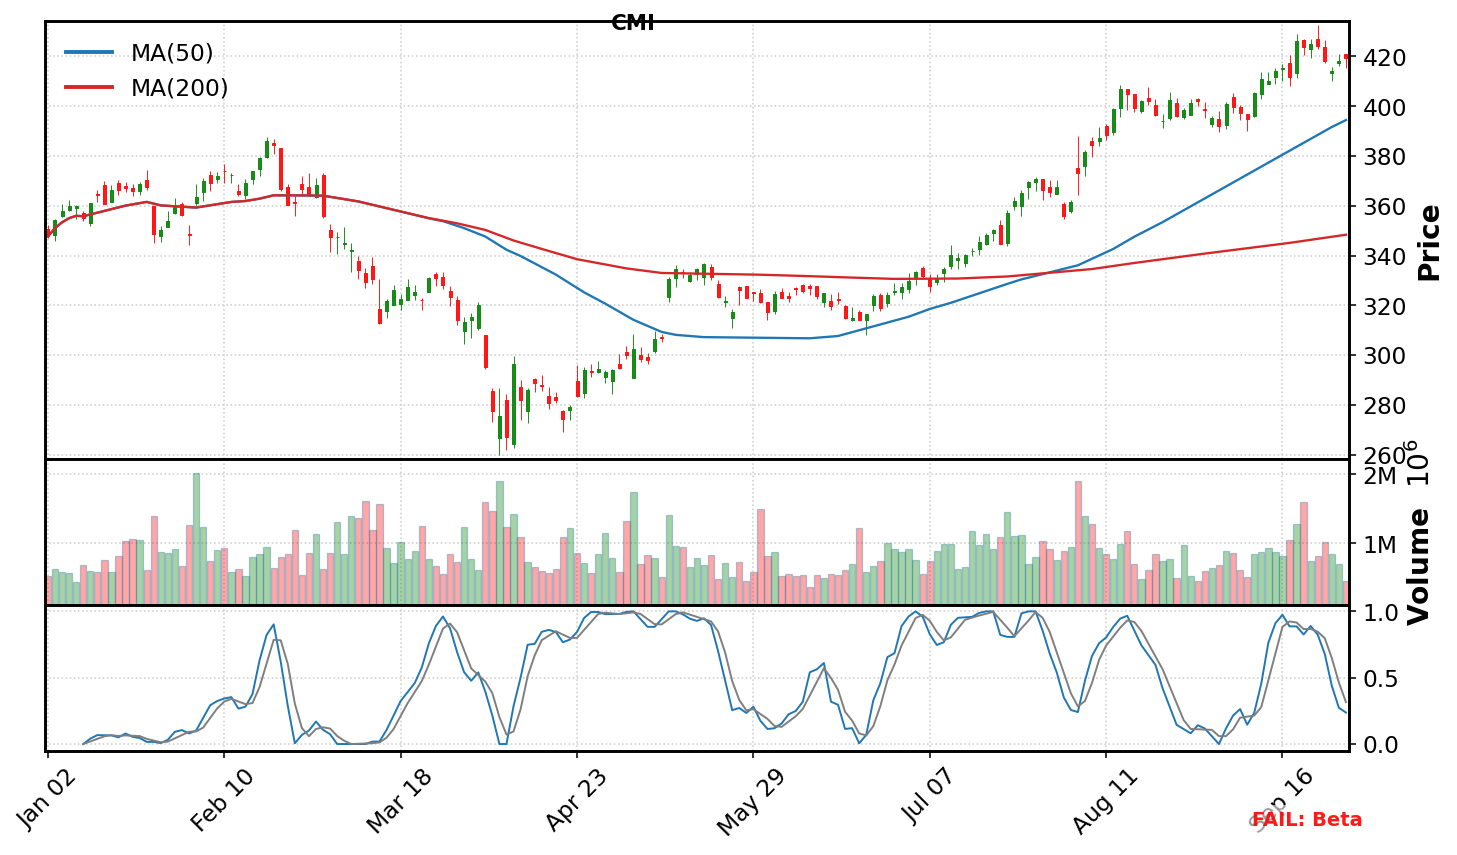 CMI
MA(50)
MA(200)
420
400
380
360
340
320
300
280
260
Price
2M
1M
Volume 10^6
1.0
0.5
0.0
Jan 02
Feb 10
Mar 18
Apr 23
May 29
Jul 07
Aug 11
Sep 16
FAIL: Beta